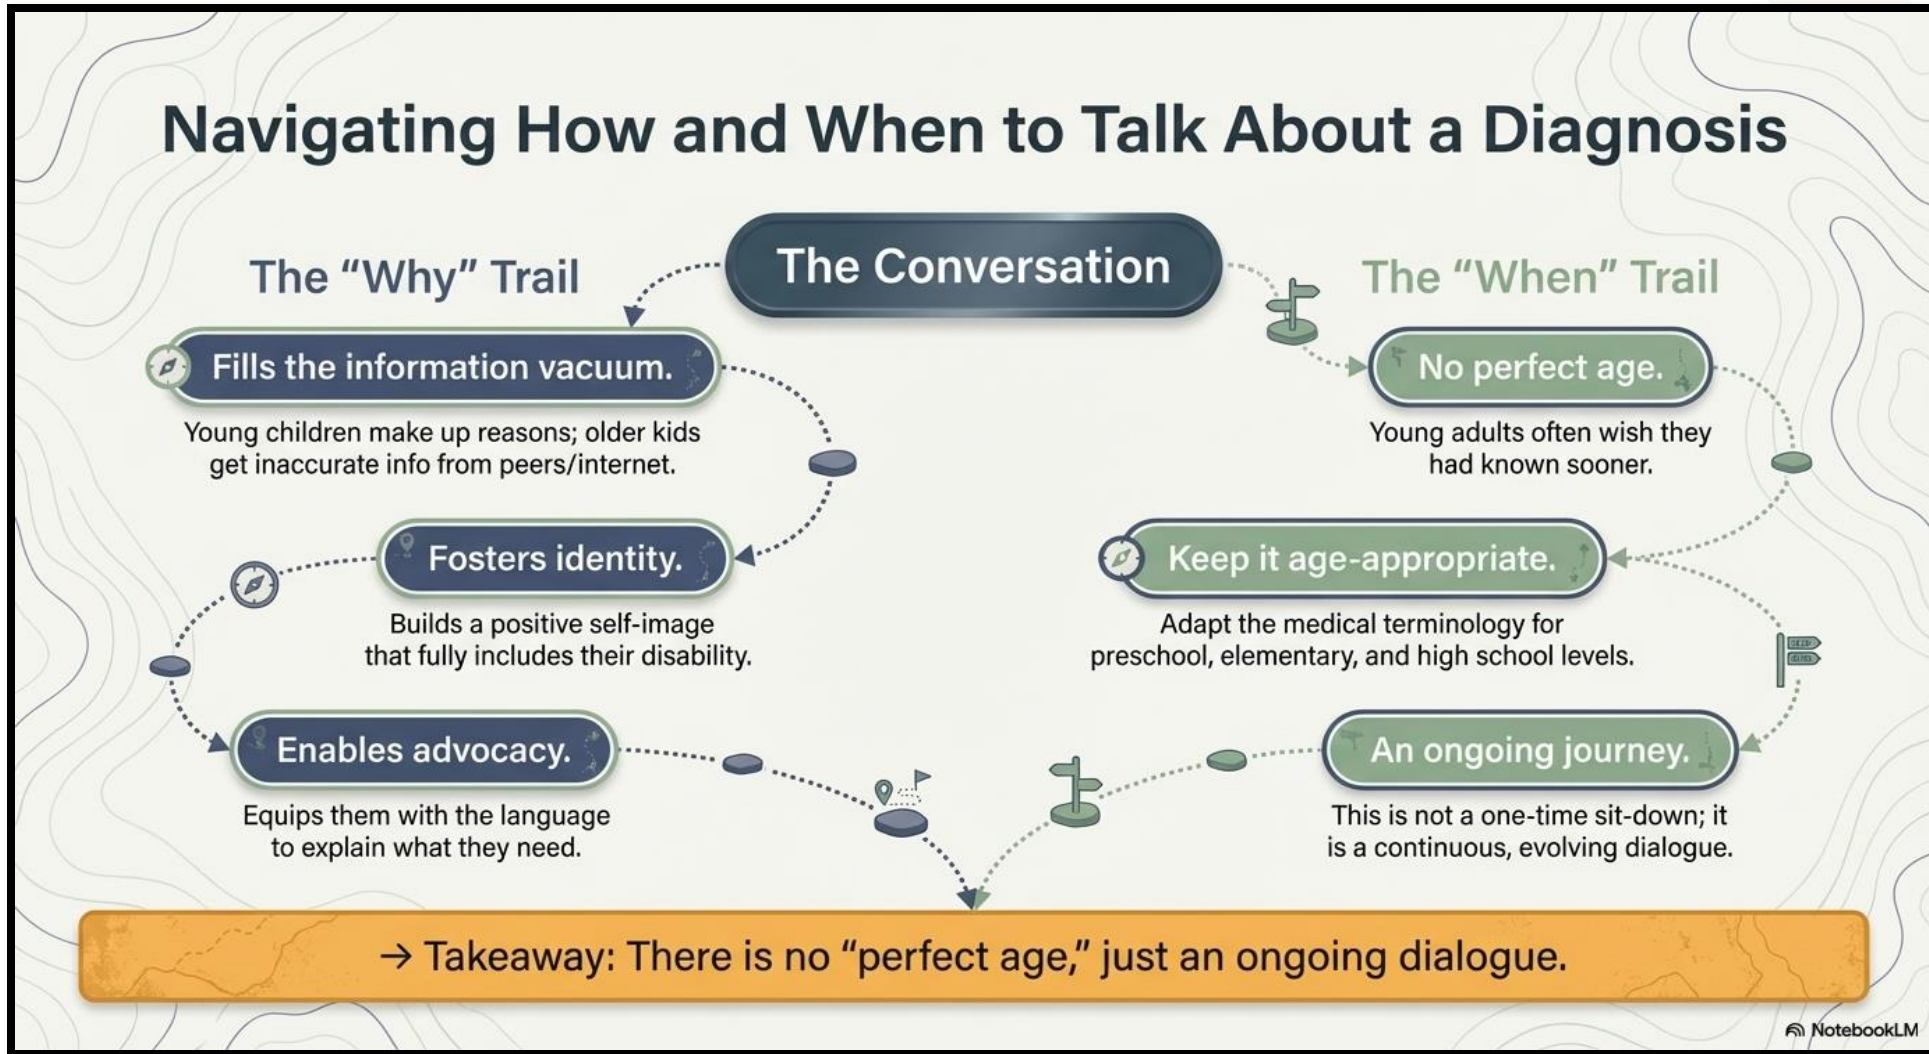 Navigating How and When to Talk About a Diagnosis
The Conversation
The “Why” Trail
Fills the information vacuum.
Young children make up reasons; older kids
get inaccurate info from peers/internet.
Fosters identity.
Builds a positive self-image
that fully includes their disability.
Enables advocacy.
Equips them with the language
to explain what they need.
The “When” Trail
No perfect age.
Young adults often wish they
had known sooner.
Keep it age-appropriate.
Adapt the medical terminology for
preschool, elementary, and high school levels.
An ongoing journey.
This is not a one-time sit-down; it
is a continuous, evolving dialogue.
→ Takeaway: There is no “perfect age,” just an ongoing dialogue.
NotebookLM